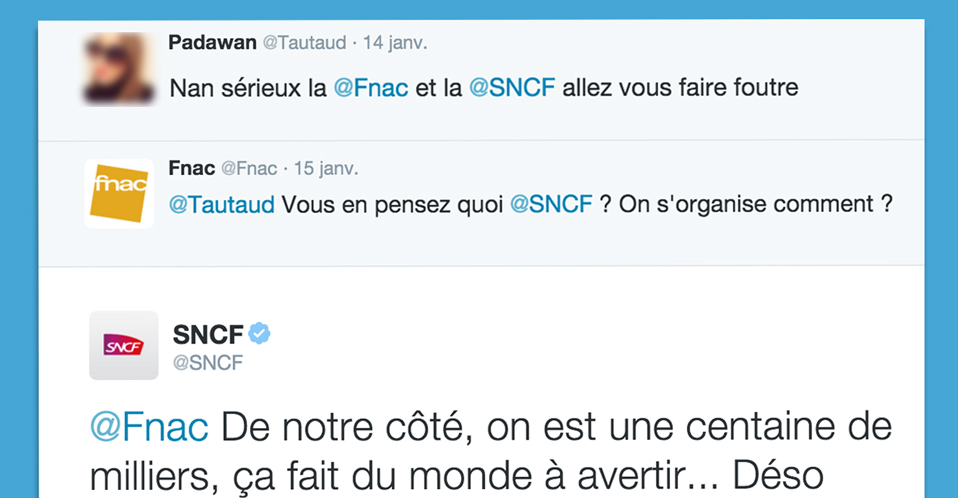 Padawan @Tautaud · 14 janv.
Nan sérieux la @Fnac et la @SNCF allez vous faire foutre
fnac
Fnac @Fnac · 15 janv.
@Tautaud Vous en pensez quoi @SNCF ? On s'organise comment ?
SNCF
SNCF
@SNCF
@Fnac De notre côté, on est une centaine de
milliers, ça fait du monde à avertir... Déso